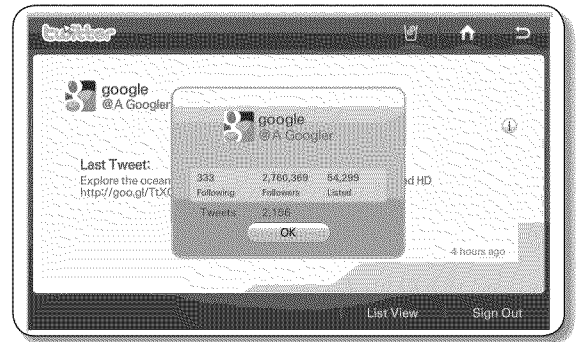 twitter
google
@A Googler
Last Tweet:
Explore the ocean
http://goo.gl/TtX
ed HD
4 hours ago
google
@A Googler
333 2,760,369 54,299
Following Followers Listed
Tweets 2,156
OK
List View Sign Out